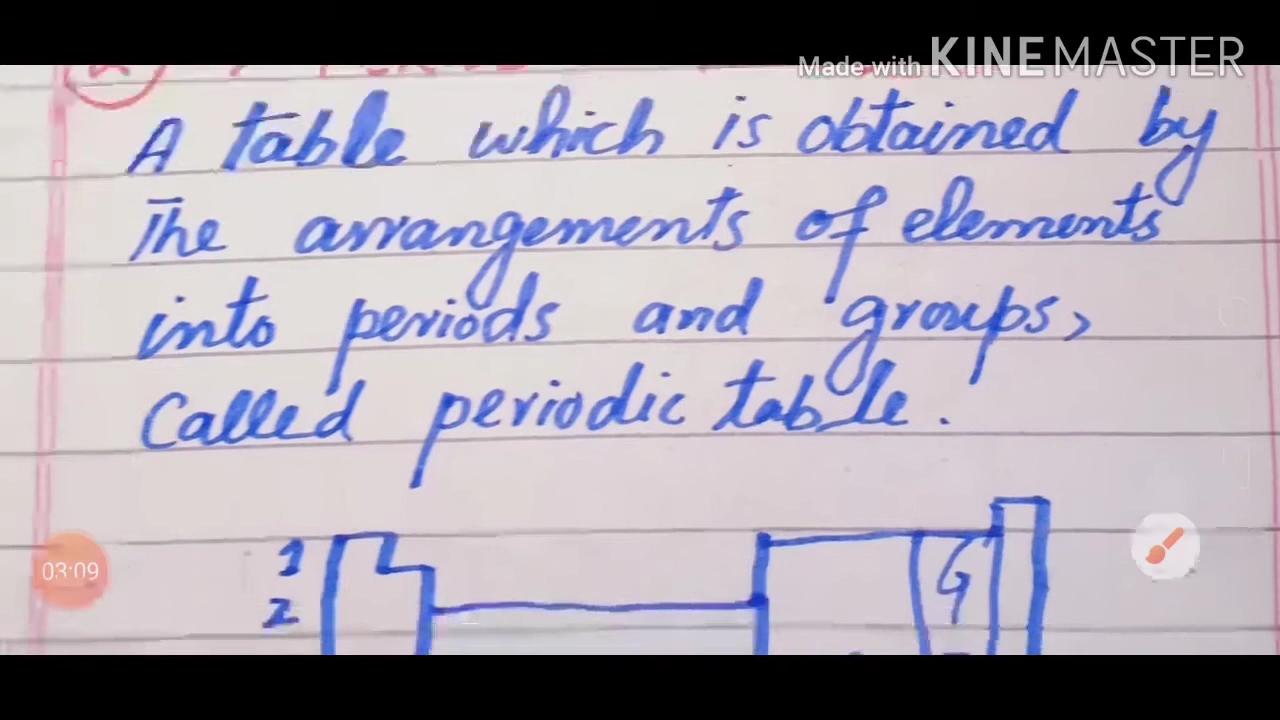 Made with KINEMASTER
A table which is obtained by
The arrangements of elements
into periods and groups,
Called periodic table.
1
2
G
03:09